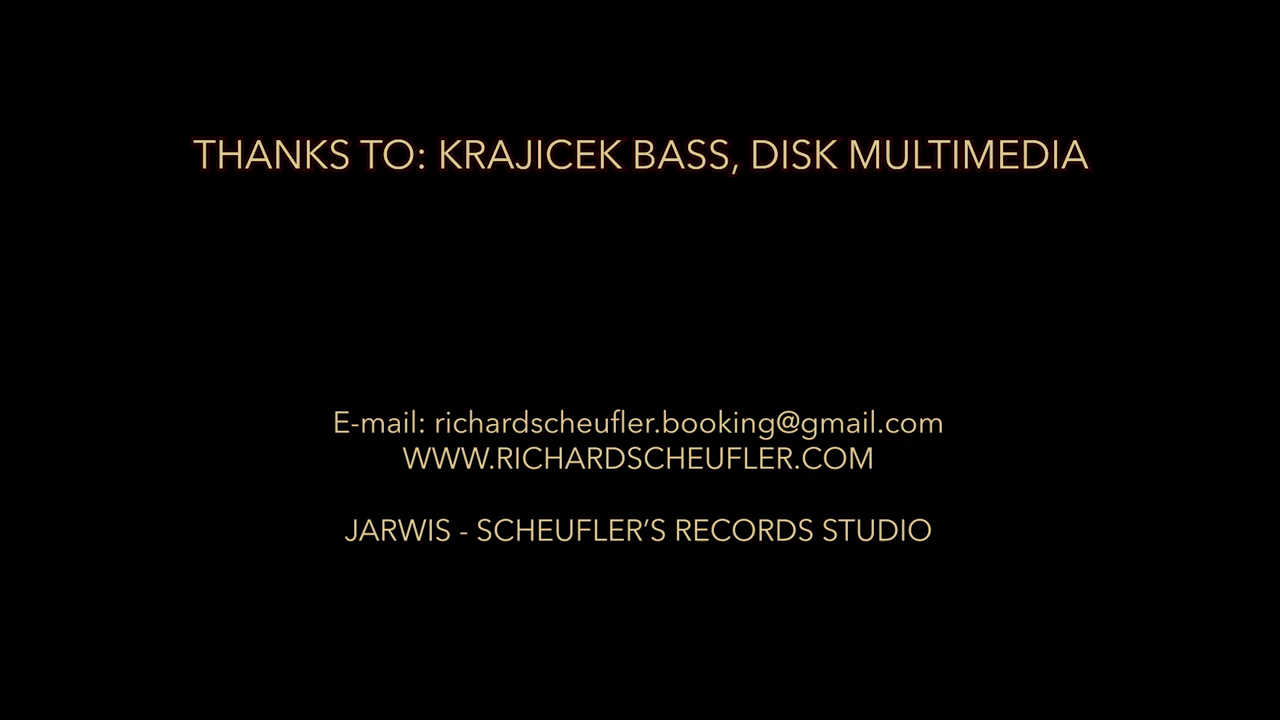 THANKS TO: KRAJICEK BASS, DISK MULTIMEDIA
E-mail: richardscheufler.booking@gmail.com
WWW.RICHARDSCHEUFLER.COM
JARWIS - SCHEUFLER’S RECORDS STUDIO